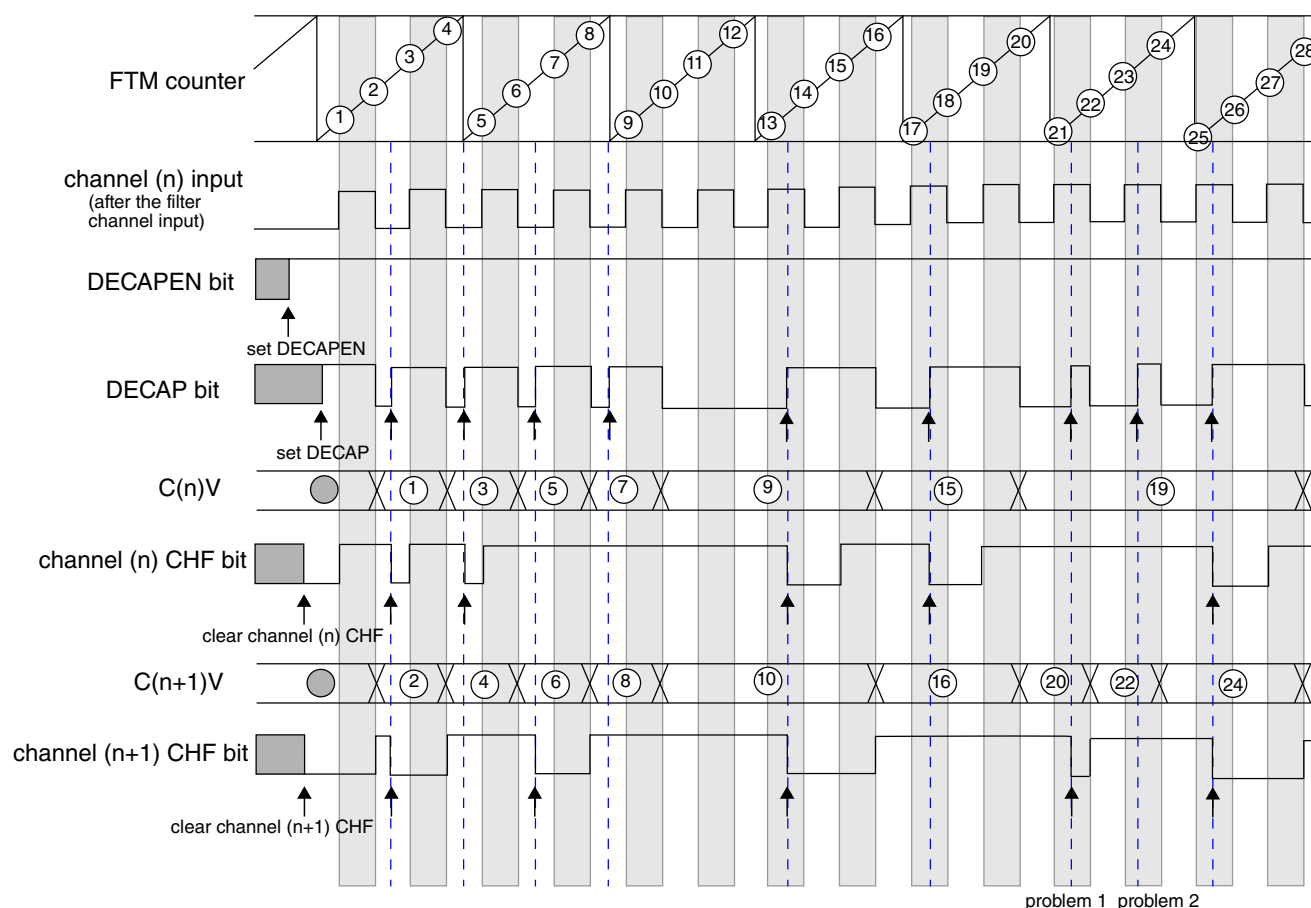 4 8 12 16 20 24 28
3 7 11 15 19 23 27
FTM counter
2 6 10 14 18 22 26
1 5 9 13 17 21 25
channel (n) input
(after the filter
channel input)
DECAPEN bit
set DECAPEN
DECAP bit
set DECAP
C(n)V 1 3 5 7 9 15 19
channel (n) CHF bit
clear channel (n) CHF
C(n+1)V 2 4 6 8 10 16 20 22 24
channel (n+1) CHF bit
clear channel (n+1) CHF
problem 1 problem 2